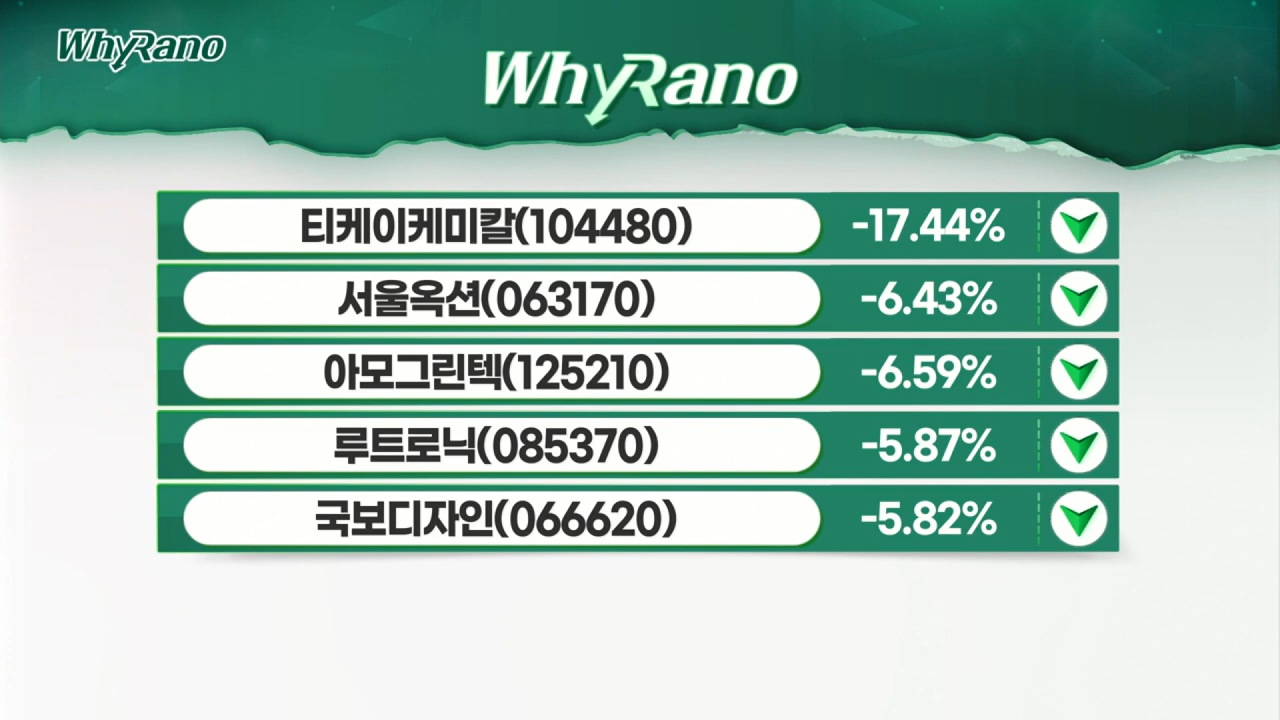 WhyRano
WhyRano
티케이케미칼(104480) -17.44%
서울옥션(063170) -6.43%
아모그린텍(125210) -6.59%
루트로닉(085370) -5.87%
국보디자인(066620) -5.82%